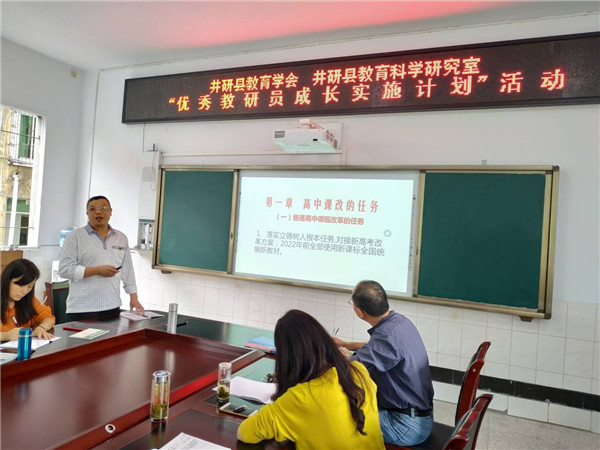 井研县教育学会 井研县教育科学研究室
“优秀教研员成长实施计划”活动
第一章 高中课改的任务
（一）普通高中课程改革的任务
1、落实立德树人根本任务,对接新高考改
革方案；2022年前全部使用新课标全国统
编新教材。